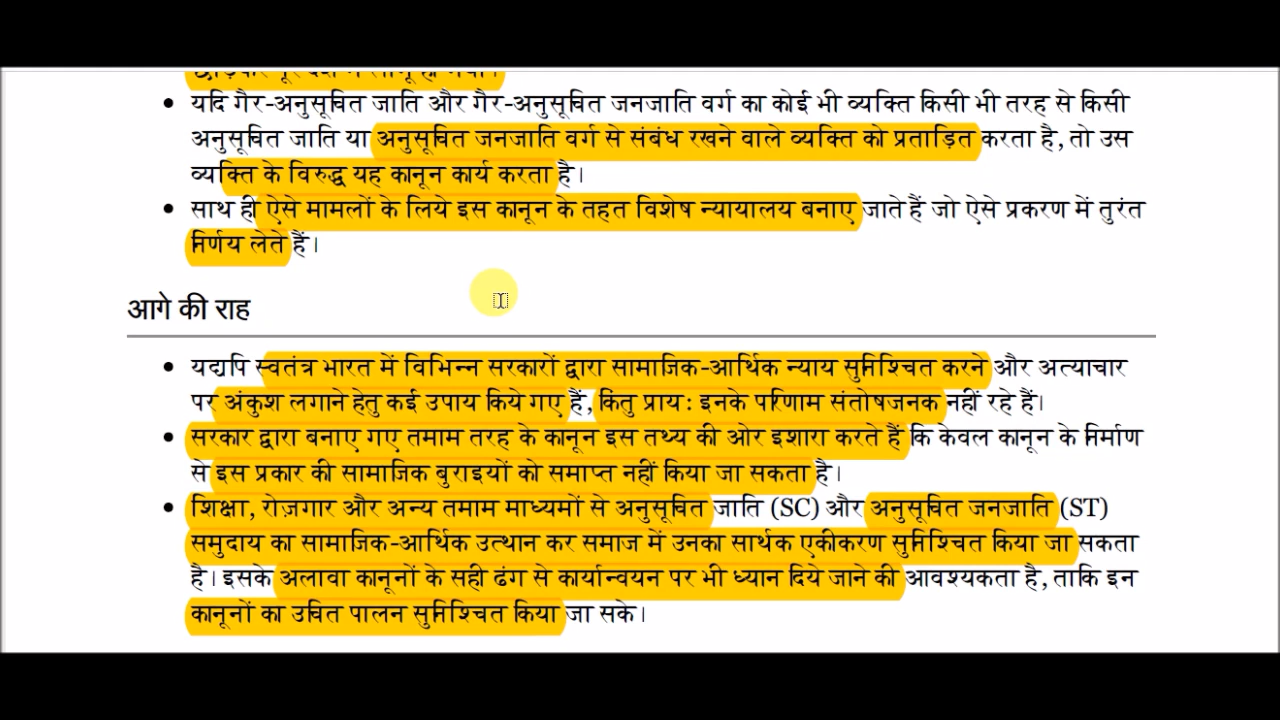 यदि गैर-अनुसूचित जाति और गैर-अनुसूचित जनजाति वर्ग का कोई भी व्यक्ति किसी भी तरह से किसी
अनुसूचित जाति या अनुसूचित जनजाति वर्ग से संबंध रखने वाले व्यक्ति को प्रताड़ित करता है, तो उस
व्यक्ति के विरुद्ध यह कानून कार्य करता है।
साथ ही ऐसे मामलों के लिये इस कानून के तहत विशेष न्यायालय बनाए जाते हैं जो ऐसे प्रकरण में तुरंत
निर्णय लेते हैं।
आगे की राह
यद्यपि स्वतंत्र भारत में विभिन्न सरकारों द्वारा सामाजिक-आर्थिक न्याय सुनिश्चित करने और अत्याचार
पर अंकुश लगाने हेतु कई उपाय किये गए हैं, किंतु प्राय: इनके परिणाम संतोषजनक नहीं रहे हैं।
सरकार द्वारा बनाए गए तमाम तरह के कानून इस तथ्य की ओर इशारा करते हैं कि केवल कानून के निर्माण
से इस प्रकार की सामाजिक बुराइयों को समाप्त नहीं किया जा सकता है।
शिक्षा, रोज़गार और अन्य तमाम माध्यमों से अनुसूचित जाति (SC) और अनुसूचित जनजाति (ST)
समुदाय का सामाजिक-आर्थिक उत्थान कर समाज में उनका सार्थक एकीकरण सुनिश्चित किया जा सकता
है। इसके अलावा कानूनों के सही ढंग से कार्यान्वयन पर भी ध्यान दिये जाने की आवश्यकता है, ताकि इन
कानूनों का उचित पालन सुनिश्चित किया जा सके।